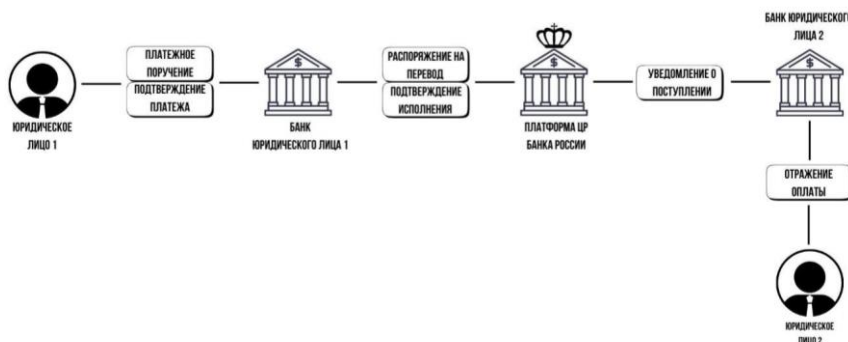 ПЛАТЕЖНОЕ
ПОРУЧЕНИЕ
ПОДТВЕРЖДЕНИЕ
ПЛАТЕЖА
ЮРИДИЧЕСКОЕ
ЛИЦО 1
БАНК
ЮРИДИЧЕСКОГО ЛИЦА 1
РАСПОРЯЖЕНИЕ НА
ПЕРЕВОД
ПОДТВЕРЖДЕНИЕ
ИСПОЛНЕНИЯ
ПЛАТФОРМА ЦР
БАНКА РОССИИ
УВЕДОМЛЕНИЕ О
ПОСТУПЛЕНИИ
БАНК ЮРИДИЧЕСКОГО
ЛИЦА 2
ОТРАЖЕНИЕ
ОПЛАТЫ
ЮРИДИЧЕСКОЕ
ЛИЦО 2